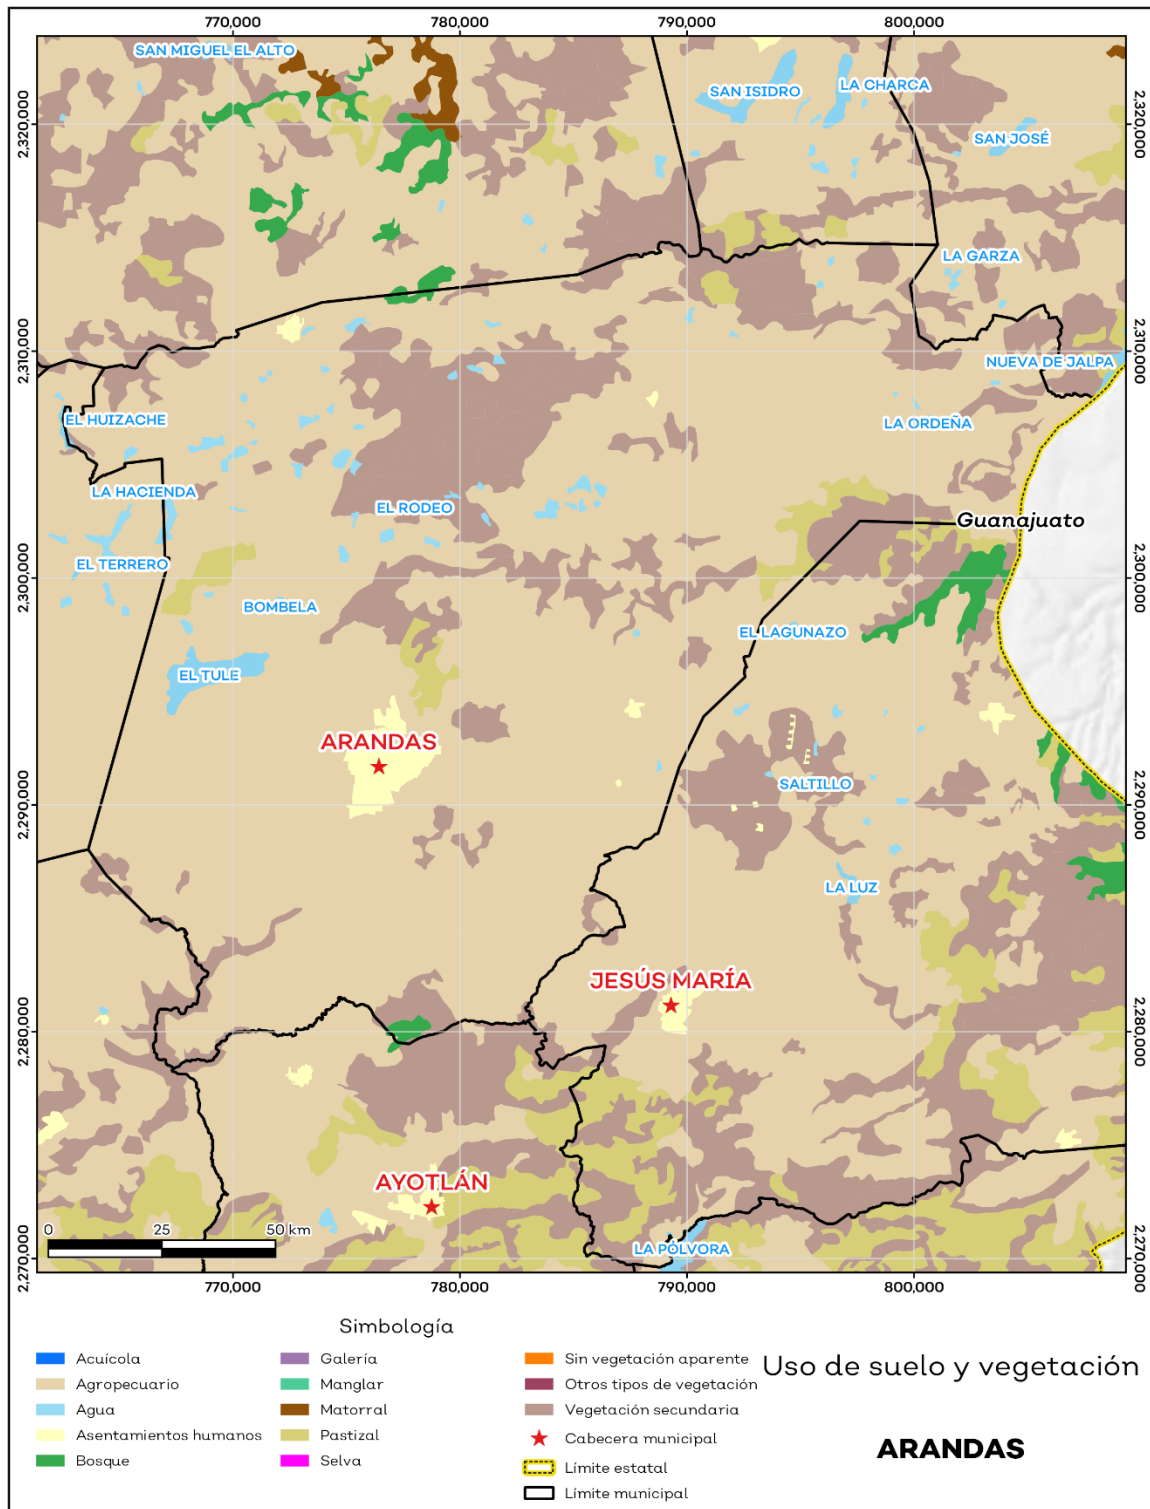 770,000
780,000
790,000
800,000
SAN MIGUEL EL ALTO
SAN ISIDRO
LA CHARCA
2,320,000
2,320,000
SAN JOSÉ
LA GARZA
2,310,000
2,310,000
NUEVA DE JALPA
EL HUIZACHE
LA ORDEÑA
LA HACIENDA
EL RODEO
Guanajuato
EL TERRERO
2,300,000
2,300,000
BOMBELA
EL LAGUNAZO
EL TULE
ARANDAS
SALTILLO
2,290,000
2,290,000
LA LUZ
JESÚS MARÍA
2,280,000
2,280,000
AYOTLÁN
0 25 50 km
LA PÓLVORA
2,270,000
2,270,000
770,000
780,000
790,000
800,000
Simbología
Acuícola
Agropecuario
Agua
Asentamientos humanos
Bosque
Galería
Manglar
Matorral
Pastizal
Selva
Sin vegetación aparente
Otros tipos de vegetación
Vegetación secundaria
Cabecera municipal
Límite estatal
Límite municipal
Uso de suelo y vegetación
ARANDAS